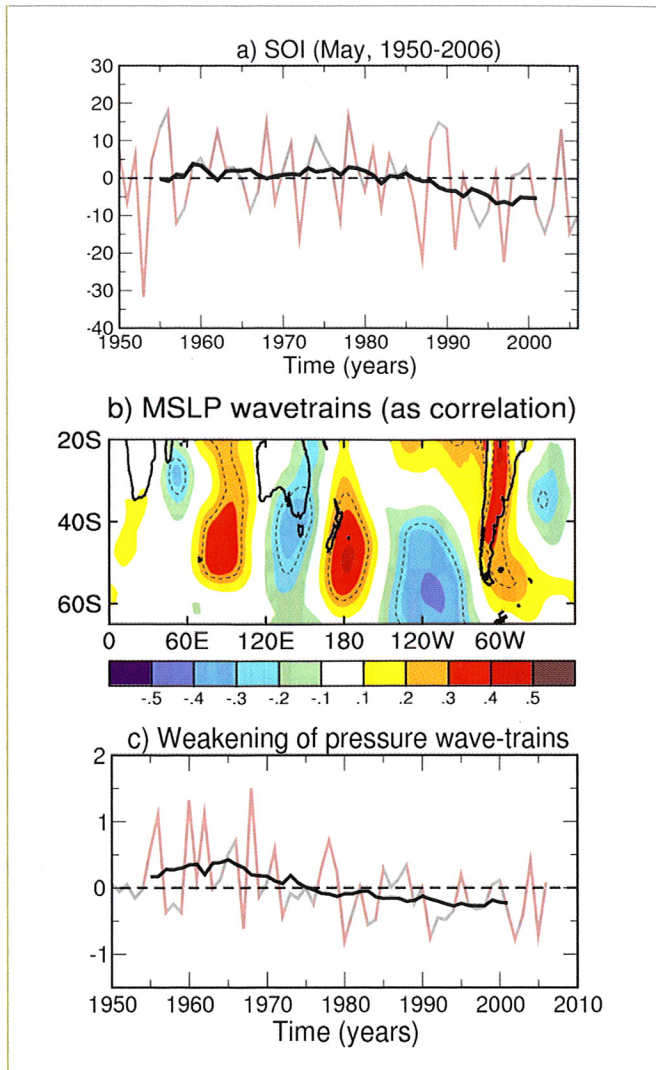 a) SOI (May, 1950-2006)
30
20
10
0
-10
-20
-30
-40
1950 1960 1970 1980 1990 2000
Time (years)
b) MSLP wavetrains (as correlation)
20S
40S
60S
0 60E 120E 180 120W 60W
-.5 -.4 -.3 -.2 -.1 .1 .2 .3 .4 .5
c) Weakening of pressure wave-trains
2
1
0
-1
1950 1960 1970 1980 1990 2000 2010
Time (years)